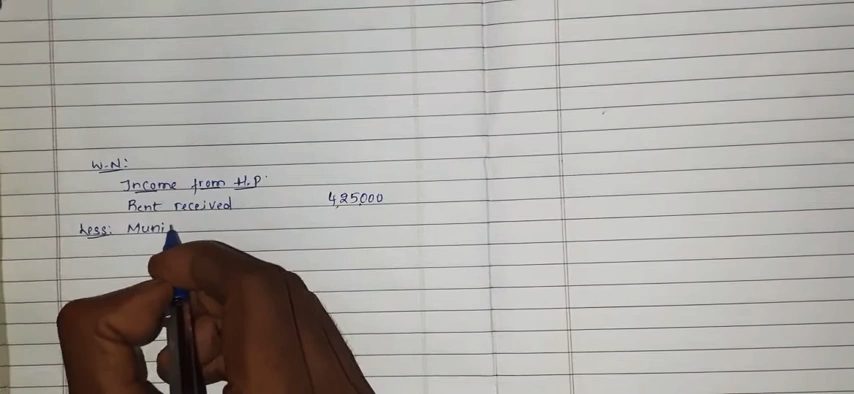 W.N:
Income from H.P.
Rent received 4,25,000
Less: Muni